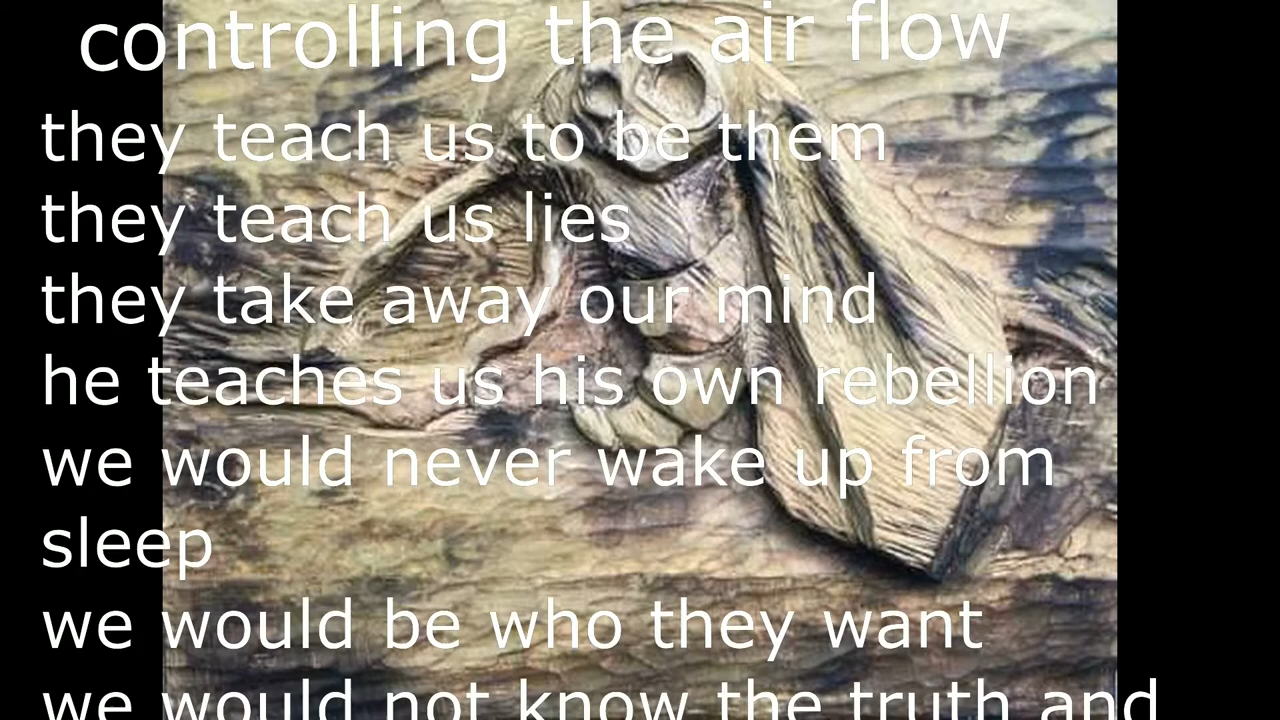 controlling the air flow
they teach us to be them
they teach us lies
they take away our mind
he teaches us his own rebellion
we would never wake up from
sleep
we would be who they want
we would not know the truth and